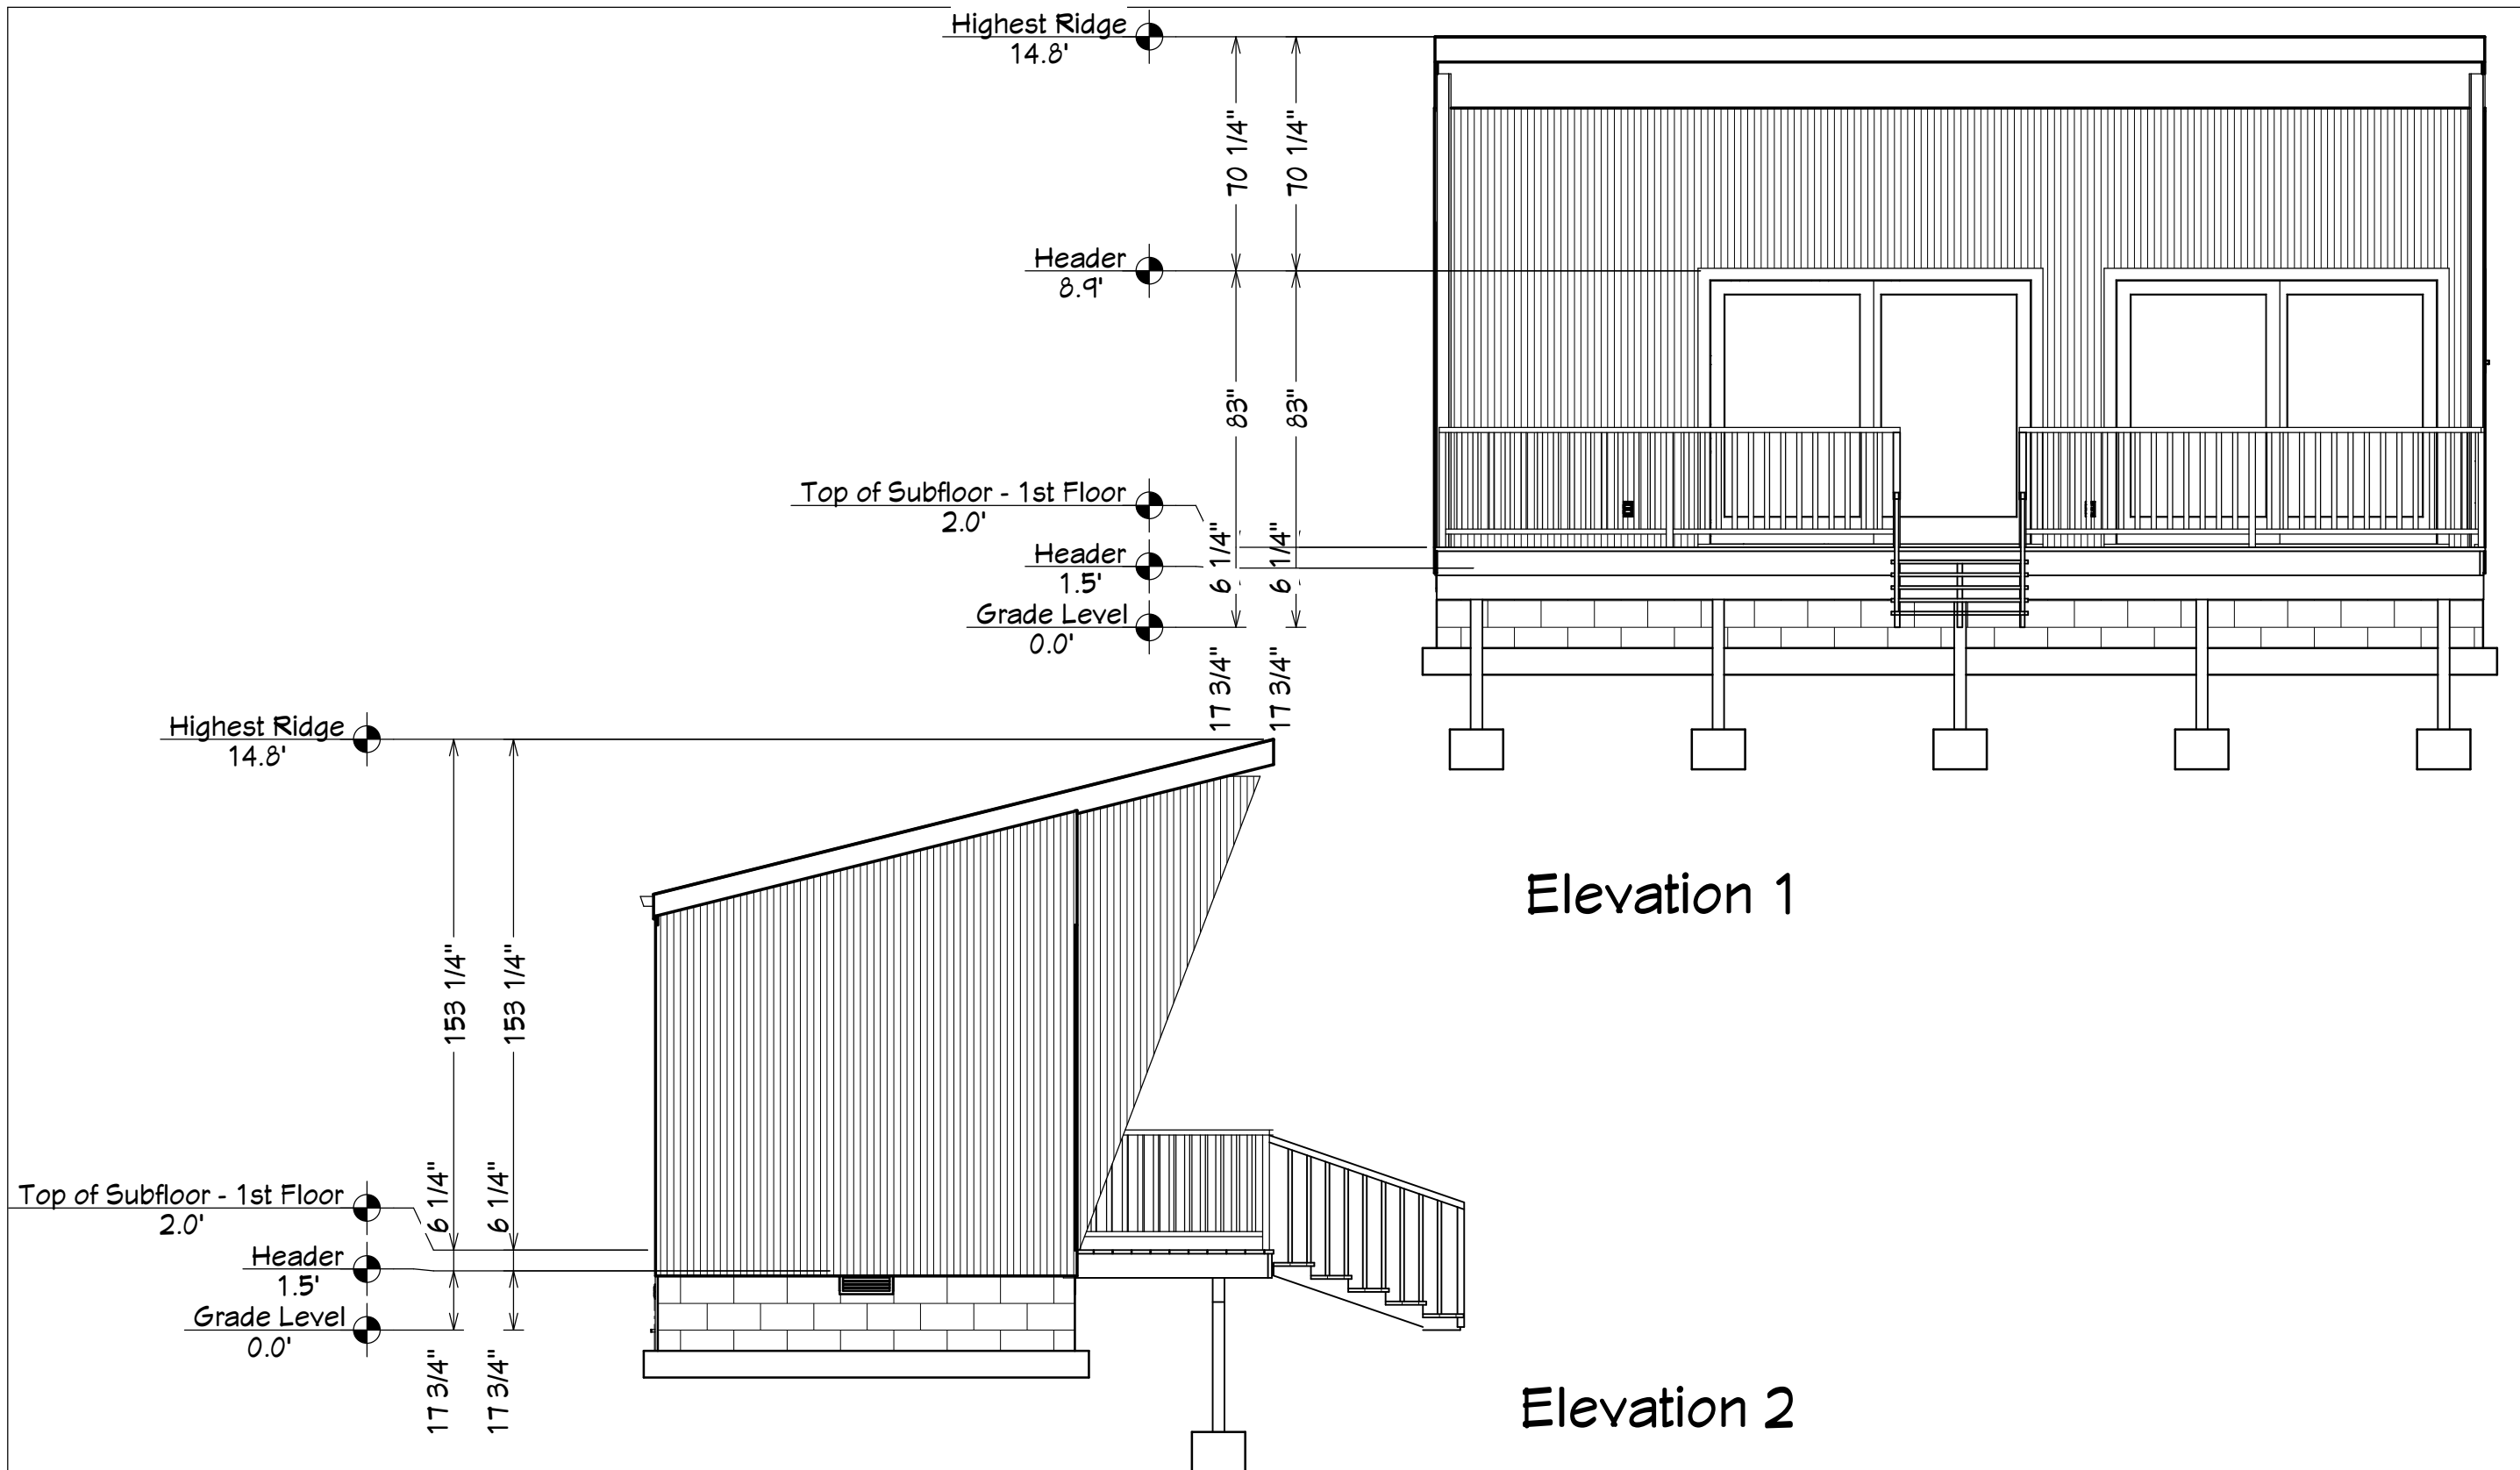 Highest Ridge
14.8'
70 1/4"
70 1/4"
Header
8.9'
83"
83"
Top of Subfloor - 1st Floor
2.0'
6 1/4"
6 1/4"
Header
1.5'
Grade Level
0.0'
17 3/4"
17 3/4"
Elevation 1
Highest Ridge
14.8'
153 1/4"
153 1/4"
Top of Subfloor - 1st Floor
2.0'
6 1/4"
6 1/4"
Header
1.5'
Grade Level
0.0'
17 3/4"
17 3/4"
Elevation 2